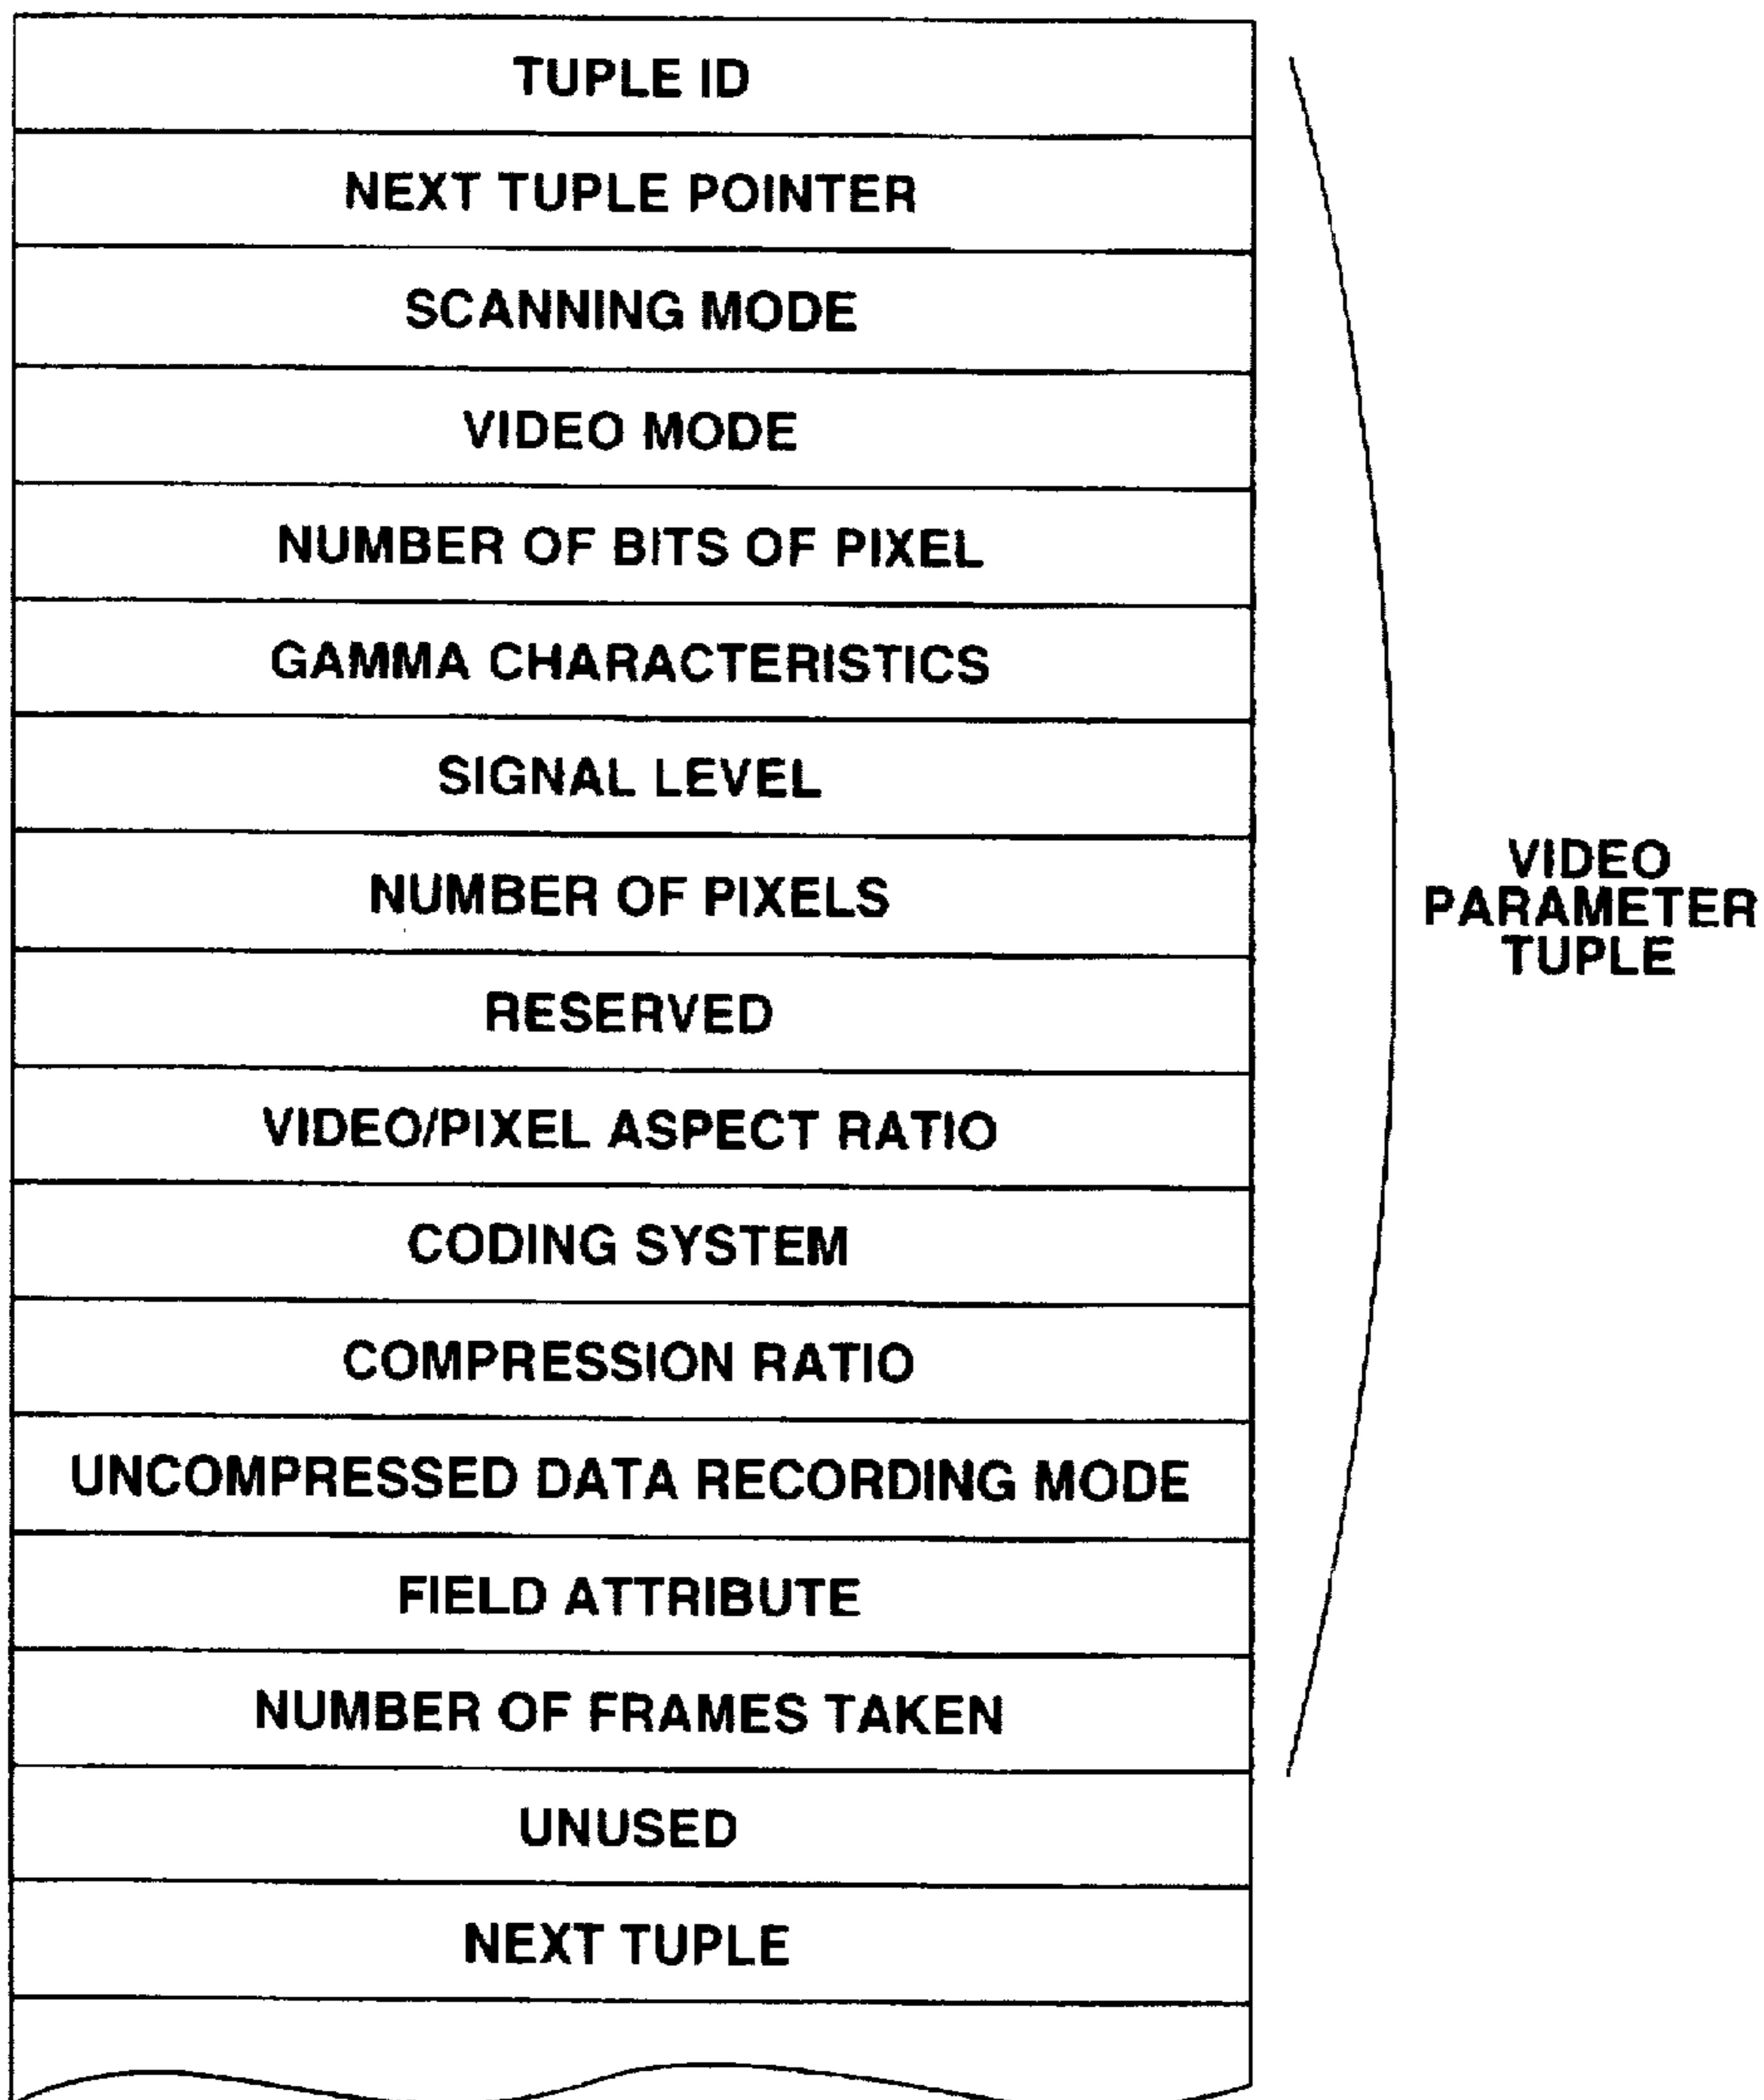 TUPLE ID
NEXT TUPLE POINTER
SCANNING MODE
VIDEO MODE
NUMBER OF BITS OF PIXEL
GAMMA CHARACTERISTICS
SIGNAL LEVEL
NUMBER OF PIXELS
RESERVED
VIDEO/PIXEL ASPECT RATIO
CODING SYSTEM
COMPRESSION RATIO
UNCOMPRESSED DATA RECORDING MODE
FIELD ATTRIBUTE
NUMBER OF FRAMES TAKEN
UNUSED
NEXT TUPLE
VIDEO
PARAMETER
TUPLE